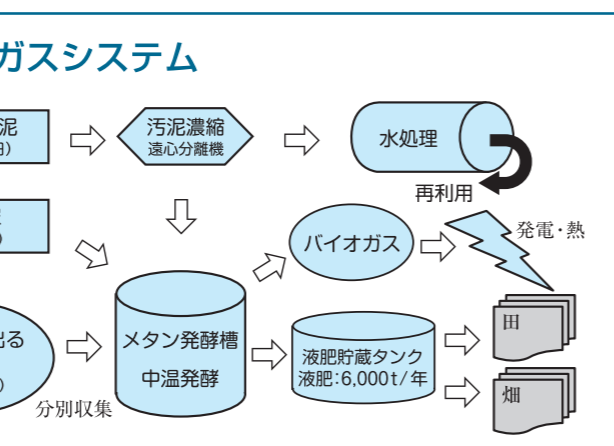 ガスシステム
泥
汚泥濃縮
遠心分離機
水処理
再利用
バイオガス
発電・熱
出る
メタン発酵槽
中温発酵
液肥貯蔵タンク
液肥:6,000t/年
田
畑
分別収集